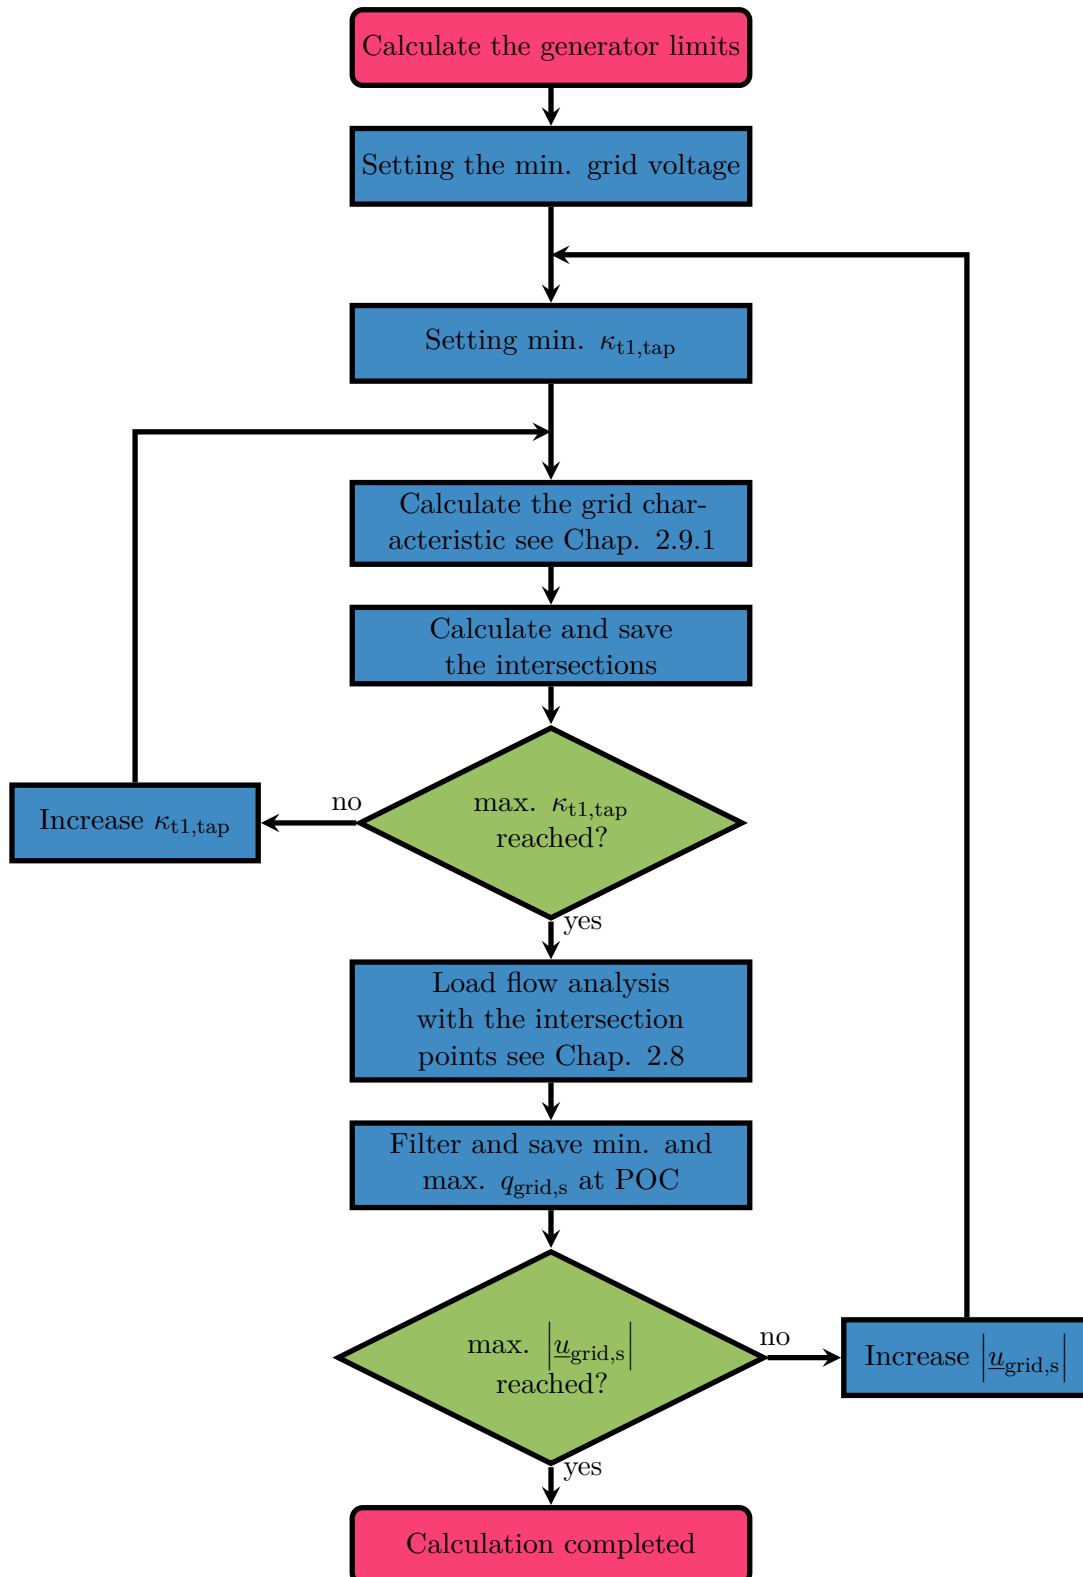 Calculate the generator limits
Setting the min. grid voltage
Setting min. κt1,tap
Calculate the grid char-
acteristic see Chap. 2.9.1
Calculate and save
the intersections
no
max. κt1,tap
reached?
Increase κt1,tap
yes
Load flow analysis
with the intersection
points see Chap. 2.8
Filter and save min. and
max. qgrid,s at POC
max. |u̲grid,s|
reached?
no
Increase |u̲grid,s|
yes
Calculation completed